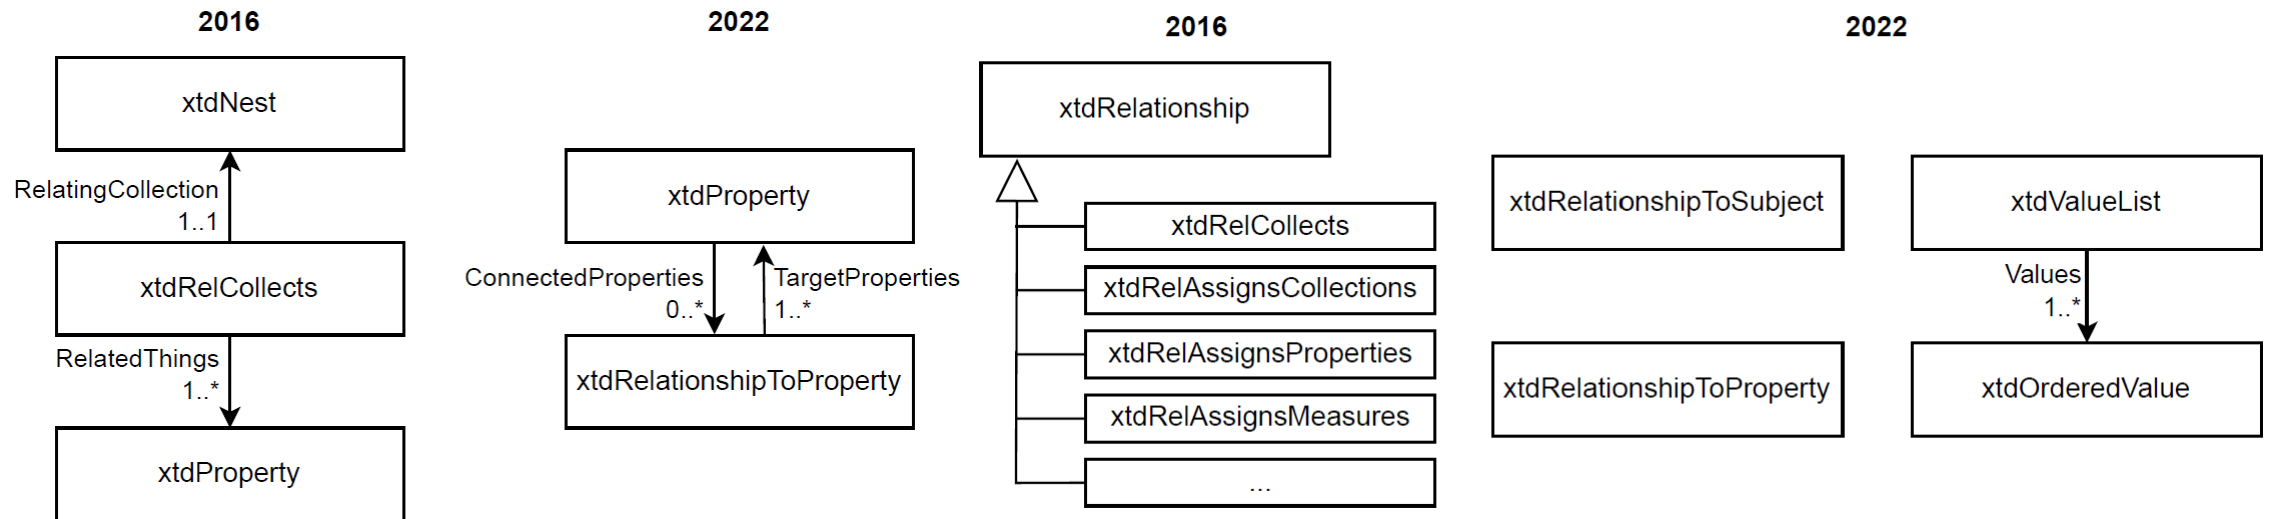 2016
xtdNest
RelatingCollection
1..1
xtdRelCollects
RelatedThings
1..*
xtdProperty
2022
xtdProperty
ConnectedProperties
0..*
TargetProperties
1..*
xtdRelationshipToProperty
2016
xtdRelationship
xtdRelCollects
xtdRelAssignsCollections
xtdRelAssignsProperties
xtdRelAssignsMeasures
...
2022
xtdRelationshipToSubject
xtdRelationshipToProperty
xtdValueList
Values
1..*
xtdOrderedValue